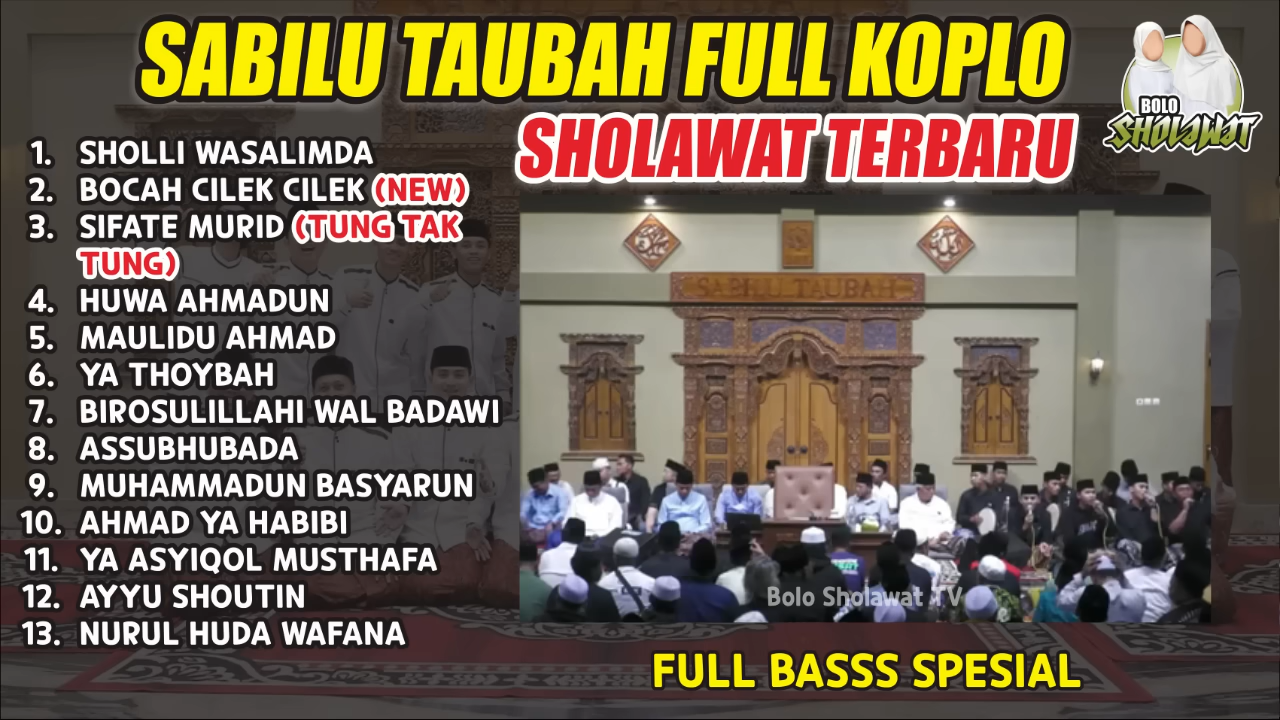 SABILU TAUBAH FULL KOPLO
SHOLAWAT TERBARU
BOLO
SHOLAWAT
1. SHOLLI WASALIMDA
2. BOCAH CILEK CILEK (NEW)
3. SIFATE MURID (TUNG TAK
TUNG)
4. HUWA AHMADUN
5. MAULIDU AHMAD
6. YA THOYBAH
7. BIROSULILLAHI WAL BADAWI
8. ASSUBHUBADA
9. MUHAMMADUN BASYARUN
10. AHMAD YA HABIBI
11. YA ASYIQOL MUSTHAFA
12. AYYU SHOUTIN
13. NURUL HUDA WAFANA
SABILU TAUBAH
Bolo Sholawat TV
FULL BASSS SPESIAL